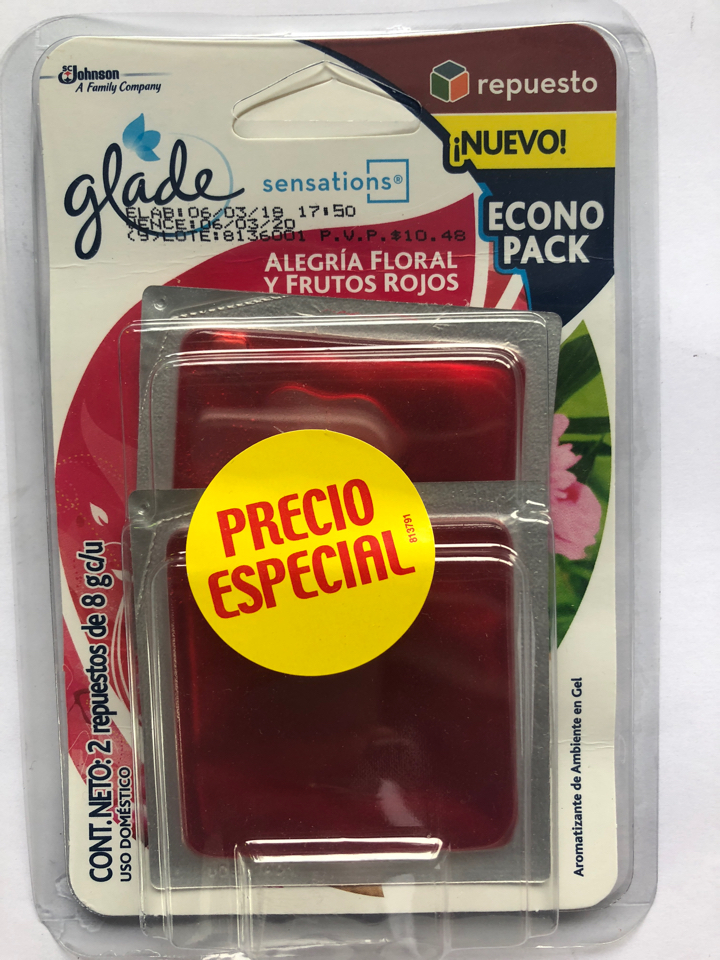 SC Johnson
A Family Company
repuesto
¡NUEVO!
glade
sensations®
ECONO
PACK
ELAB:06/03/18 17:50
VENCE:06/03/20
(9)LOTE:8136001 P.V.P.$10.48
ALEGRÍA FLORAL
Y FRUTOS ROJOS
PRECIO
ESPECIAL
813791
CONT.NETO: 2 repuestos de 8 gc/u
USO DOMÉSTICO
Aromatizante de Ambiente en Gel